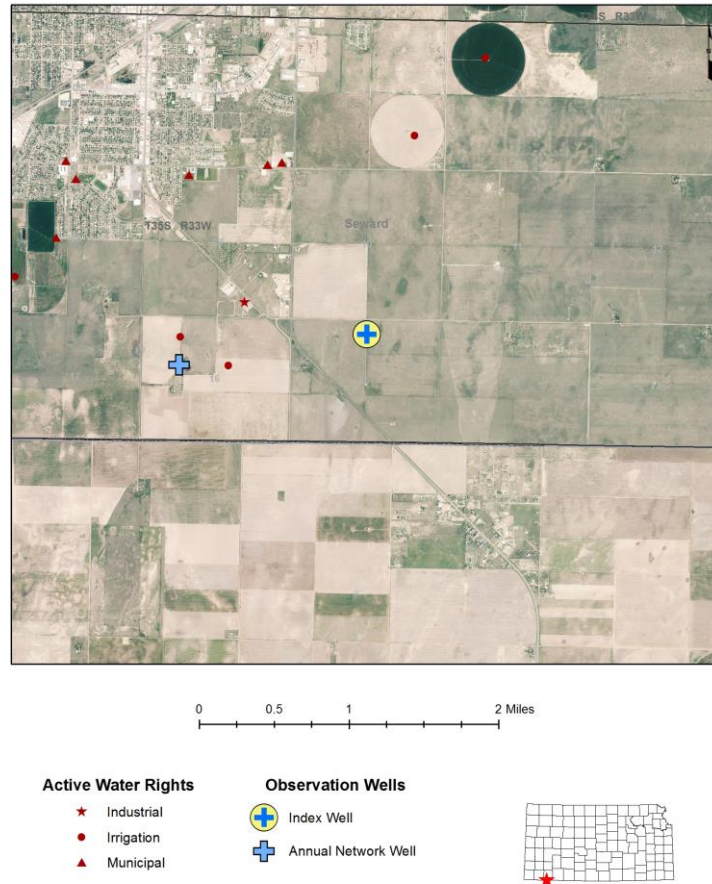 T35S R33W
T35S R33W
Seward
16
0 0.5 1 2 Miles
Active Water Rights
Industrial
Irrigation
Municipal
Observation Wells
Index Well
Annual Network Well